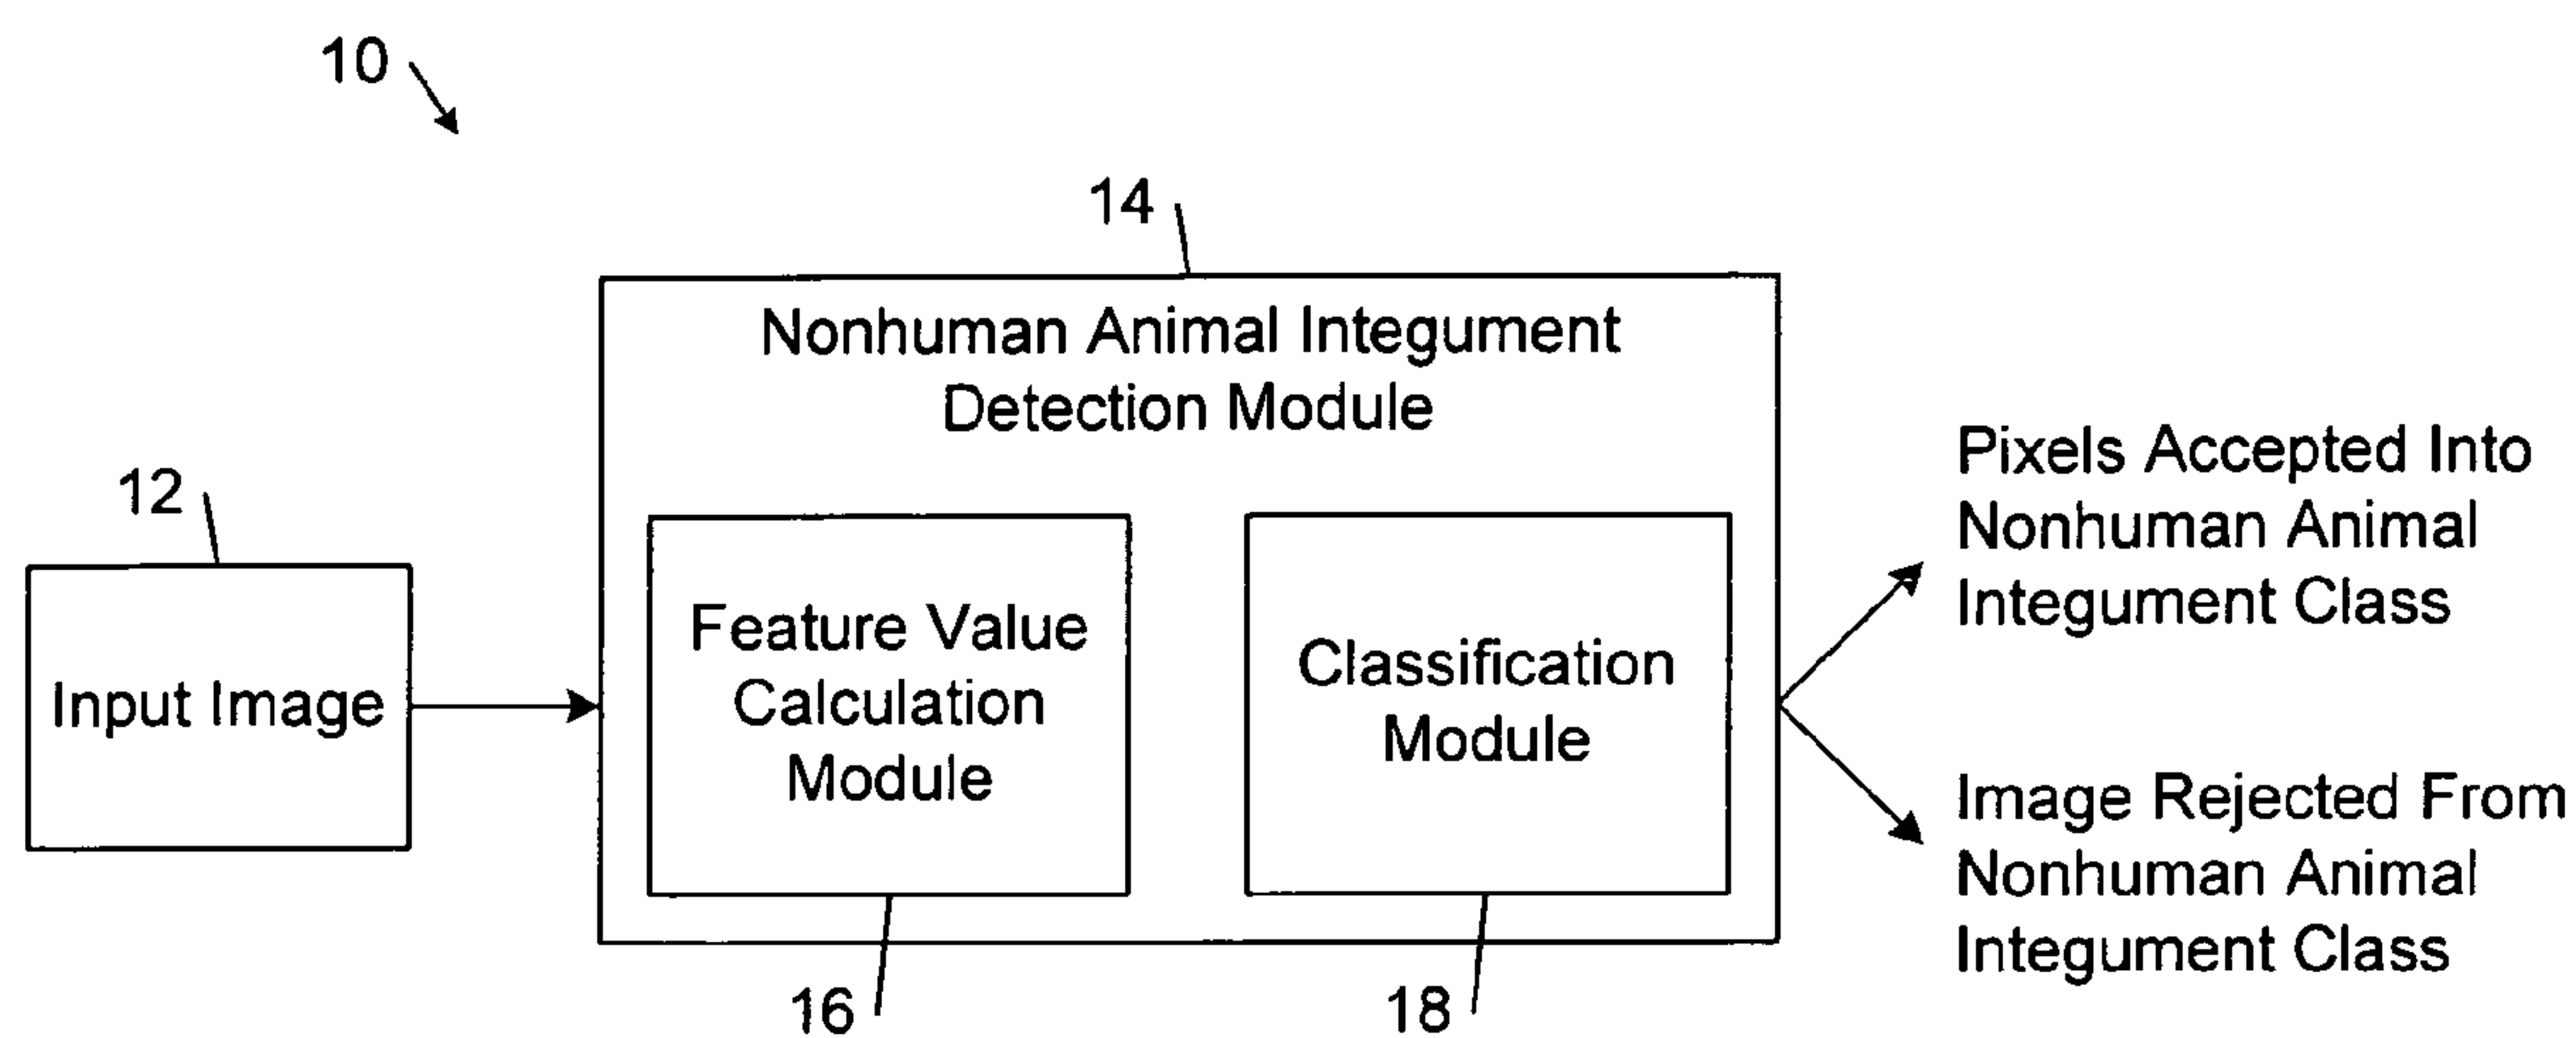 10
14
Nonhuman Animal Integument
Detection Module
12
Input Image
Feature Value
Calculation
Module
Classification
Module
16
18
Pixels Accepted Into
Nonhuman Animal
Integument Class
Image Rejected From
Nonhuman Animal
Integument Class